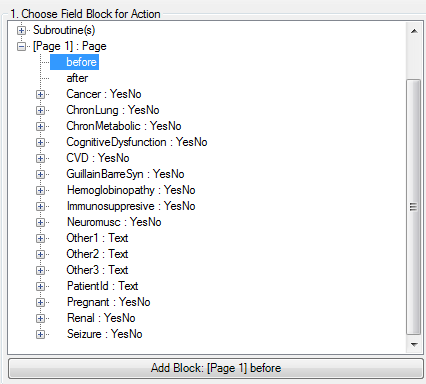 1. Choose Field Block for Action
Subroutine(s)
[Page 1] : Page
before
after
Cancer : YesNo
ChronLung : YesNo
ChronMetabolic : YesNo
CognitiveDysfunction : YesNo
CVD : YesNo
GuillainBarreSyn : YesNo
Hemoglobinopathy : YesNo
Immunosuppresive : YesNo
Neuromusc : YesNo
Other1 : Text
Other2 : Text
Other3 : Text
PatientId : Text
Pregnant : YesNo
Renal : YesNo
Seizure : YesNo
Add Block: [Page 1] before